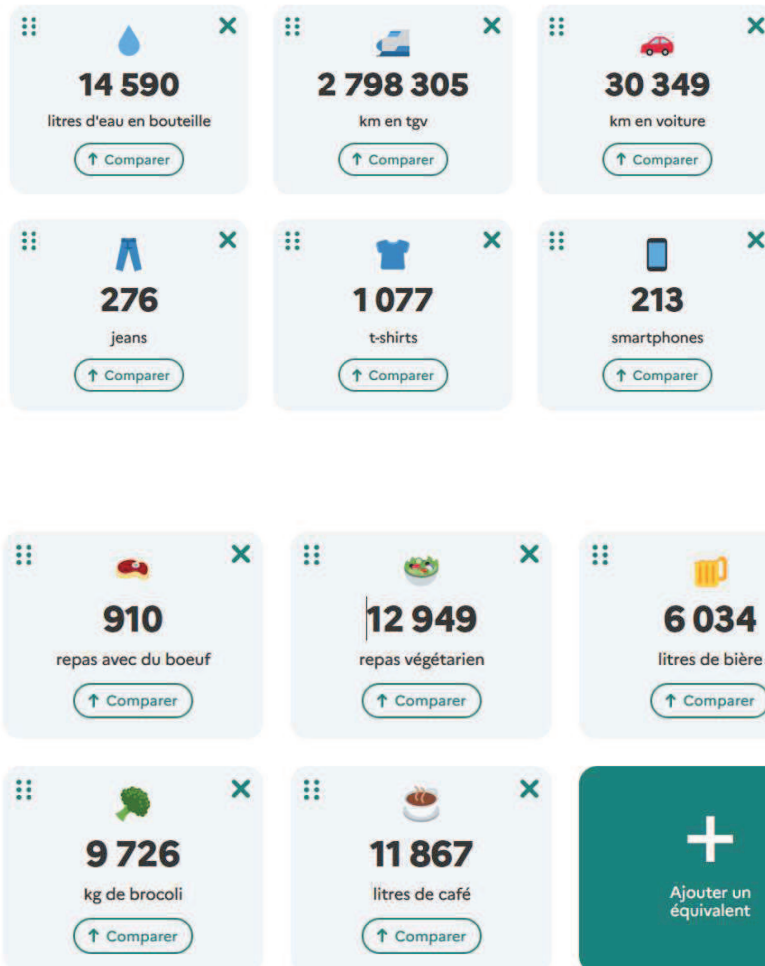 14 590
litres d'eau en bouteille
↑ Comparer
2 798 305
km en tgv
↑ Comparer
30 349
km en voiture
↑ Comparer
276
jeans
↑ Comparer
1 077
t-shirts
↑ Comparer
213
smartphones
↑ Comparer
910
repas avec du boeuf
↑ Comparer
12 949
repas végétarien
↑ Comparer
6 034
litres de bière
↑ Comparer
9 726
kg de brocoli
↑ Comparer
11 867
litres de café
↑ Comparer
Ajouter un
équivalent